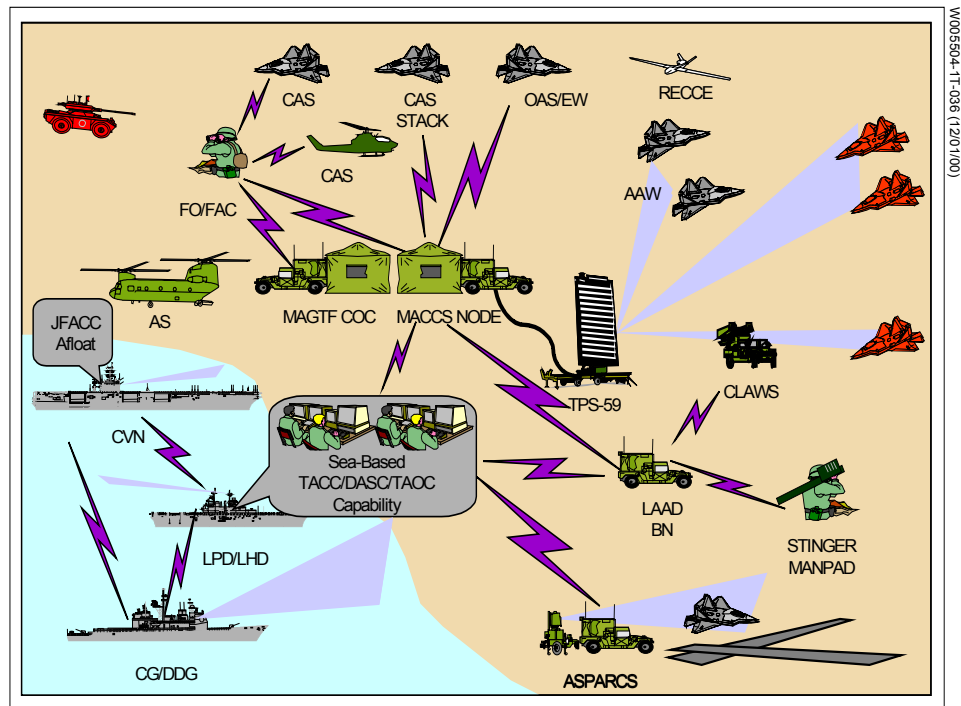 W005504-1T-036 (12/01/00)
CAS
CAS
STACK
OAS/EW
RECCE
CAS
AAW
FO/FAC
AS
MAGTF COC
MACCS NODE
JFACC
Afloat
TPS-59
CLAWS
CVN
Sea-Based
TACC/DASC/TAOC
Capability
LAAD
BN
STINGER
MANPAD
LPD/LHD
CG/DDG
ASPARCS